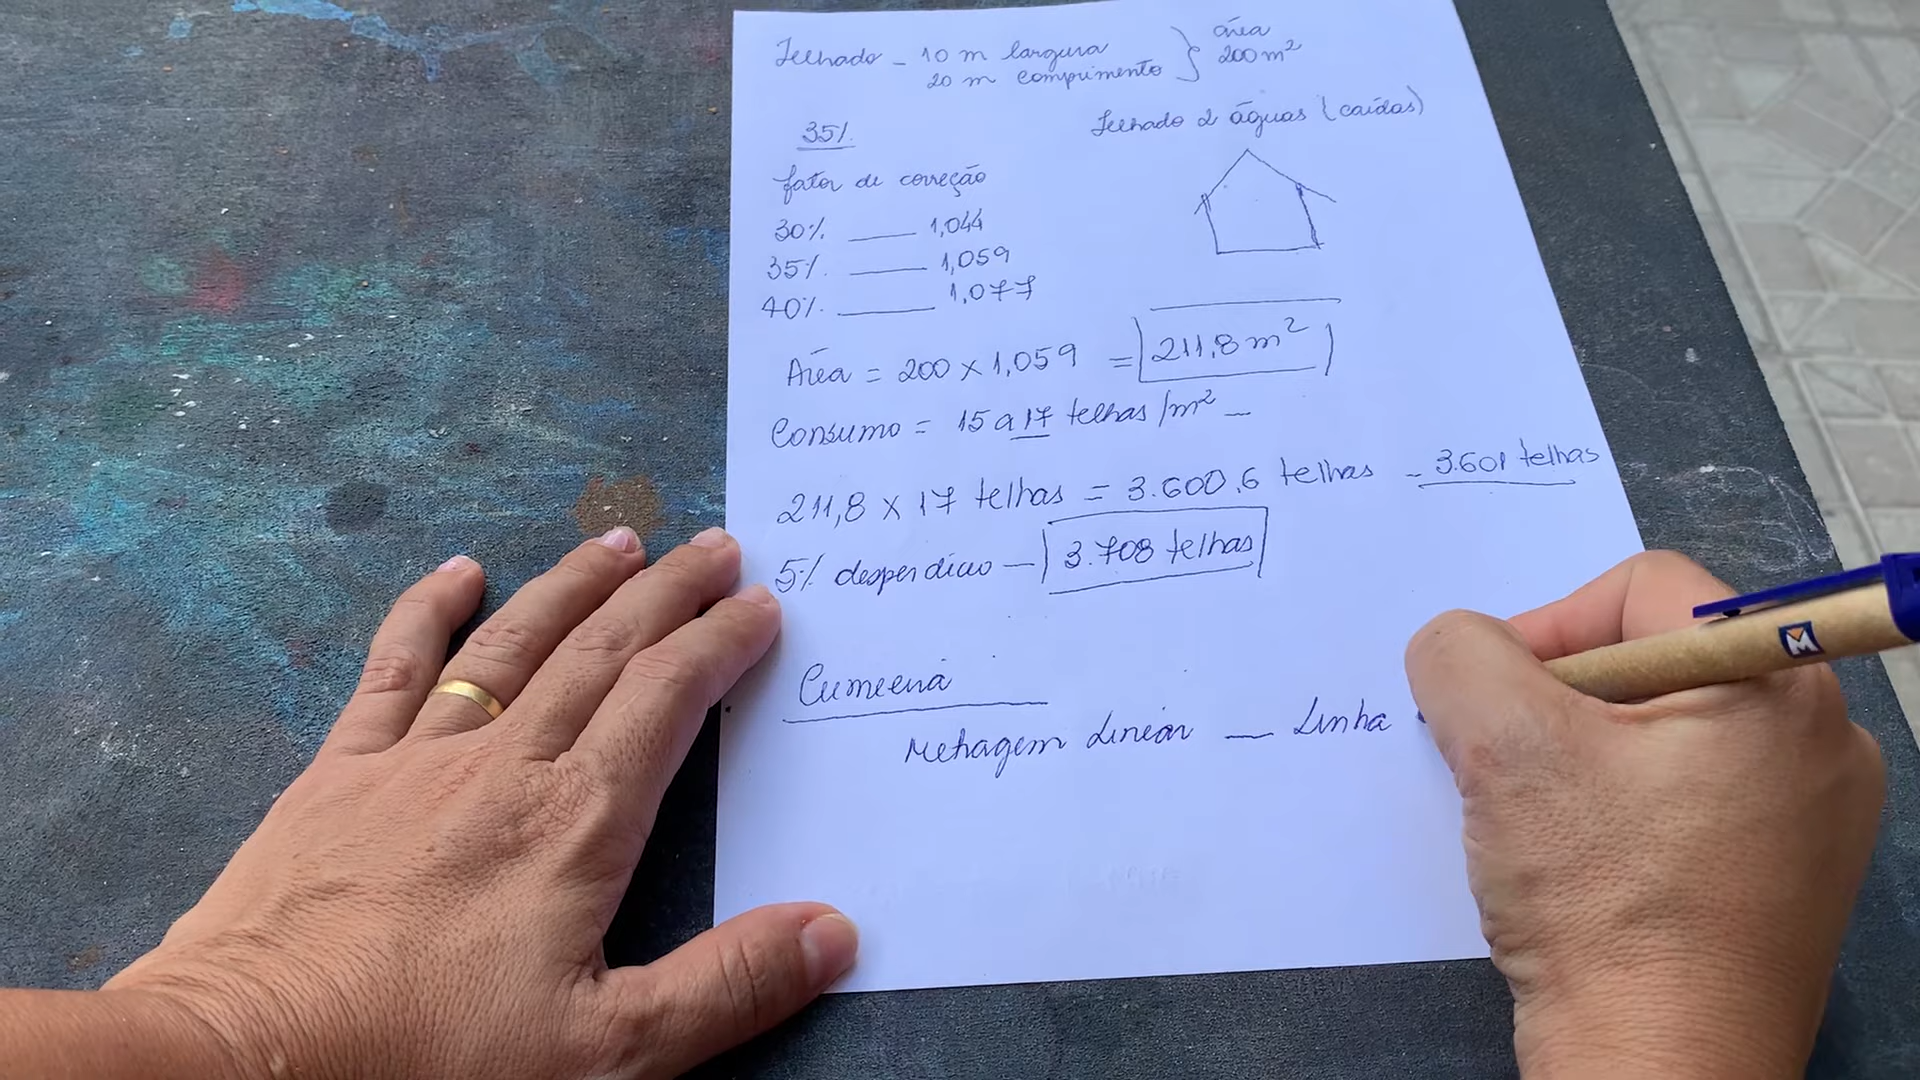 Telhado - 10 m largura
20 m comprimento
área
200 m²
Telhado 2 águas (caídas)
35%
fator de correção
30% ___ 1,044
35% ___ 1,059
40% ___ 1,077
Área = 200 x 1,059 = 211,8 m²
Consumo = 15 a 17 telhas/m² -
211,8 x 17 telhas = 3.600,6 telhas - 3.601 telhas
5% desperdício - 3.708 telhas
Cumeeira
Metragem Linear - Linha
M